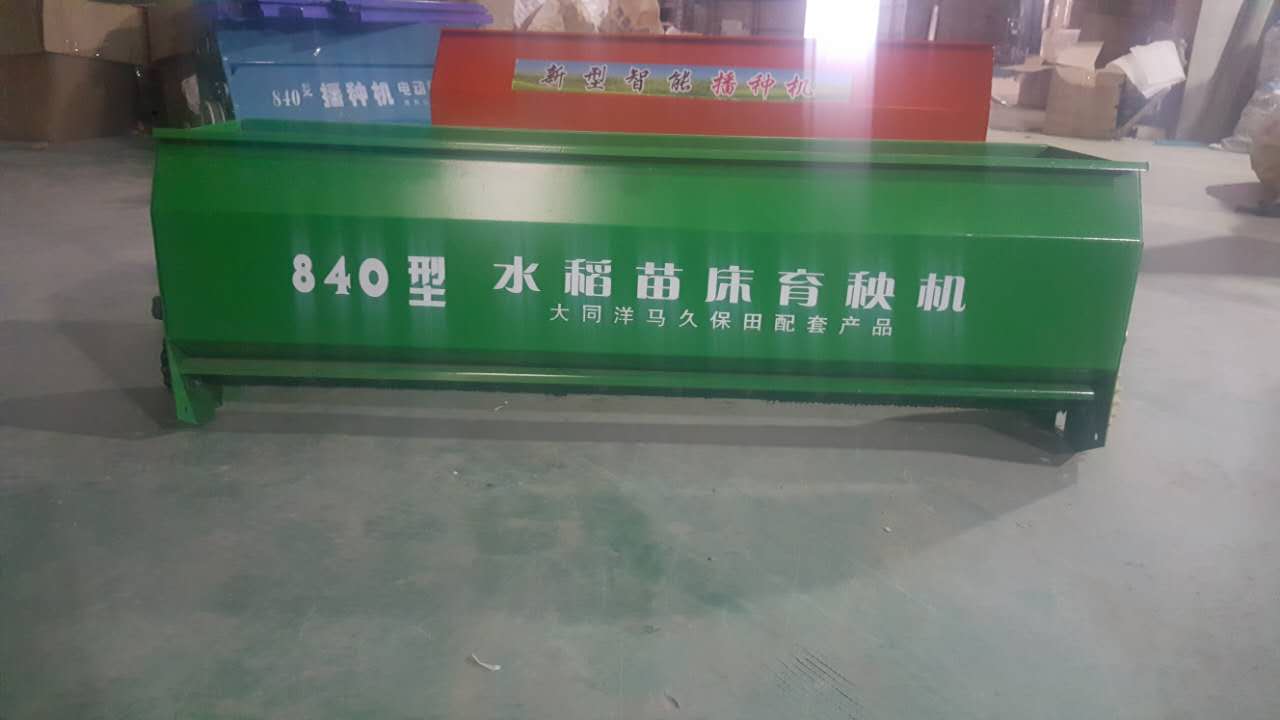 新型智能播种机
840型 播种机 电动
840型 水稻苗床育秧机
大同洋马久保田配套产品